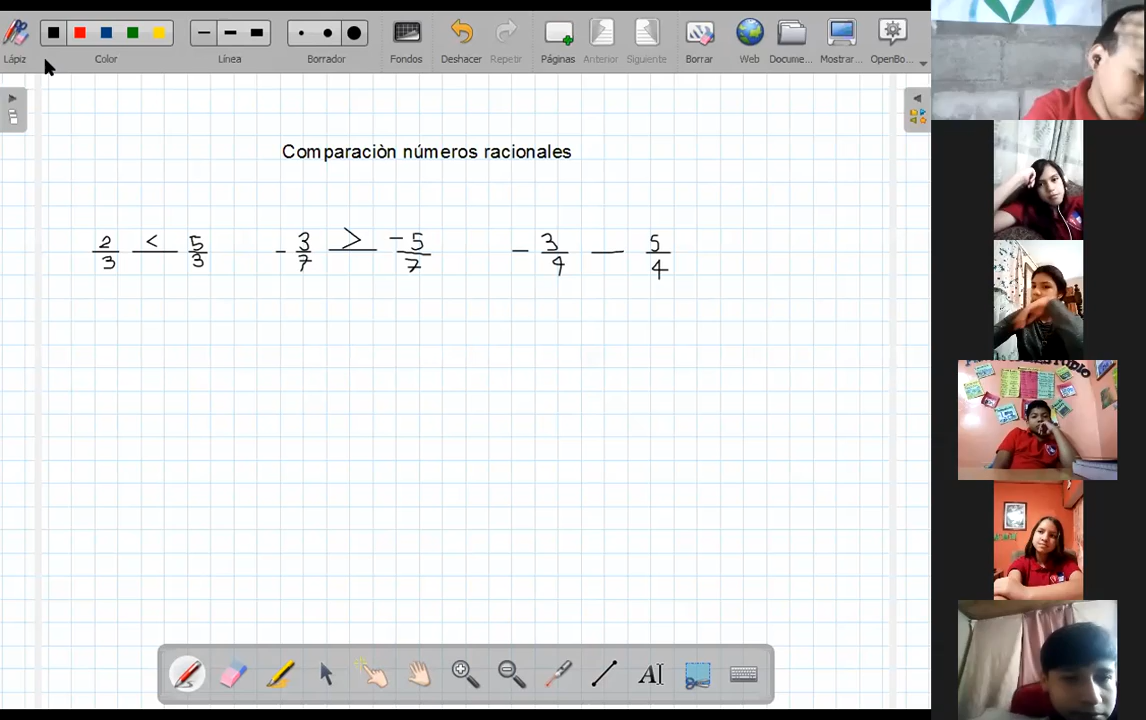 Lápiz Color Línea Borrador Fondos Deshacer Repetir Páginas Anterior Siguiente Borrar Web Docume... Mostrar... OpenBo...
Comparaciòn números racionales
2/3 < 5/3 - 3/7 > -5/7 - 3/4 __ 5/4
AI